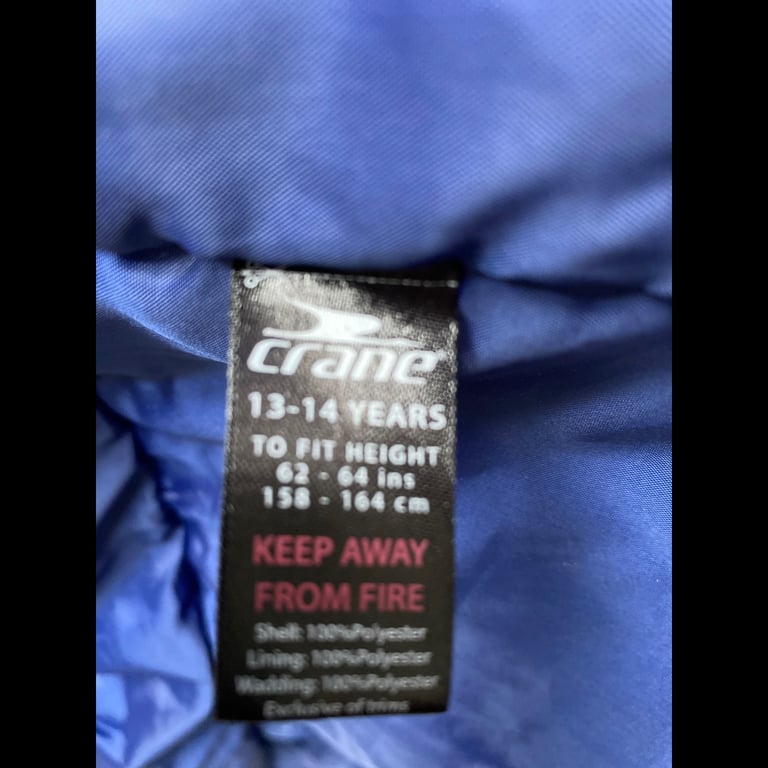 crane
13-14 YEARS
TO FIT HEIGHT
62 - 64 ins
158 - 164 cm
KEEP AWAY
FROM FIRE
Shell: 100%Polyester
Lining: 100%Polyester
Wadding: 100%Polyester
Exclusive of trims